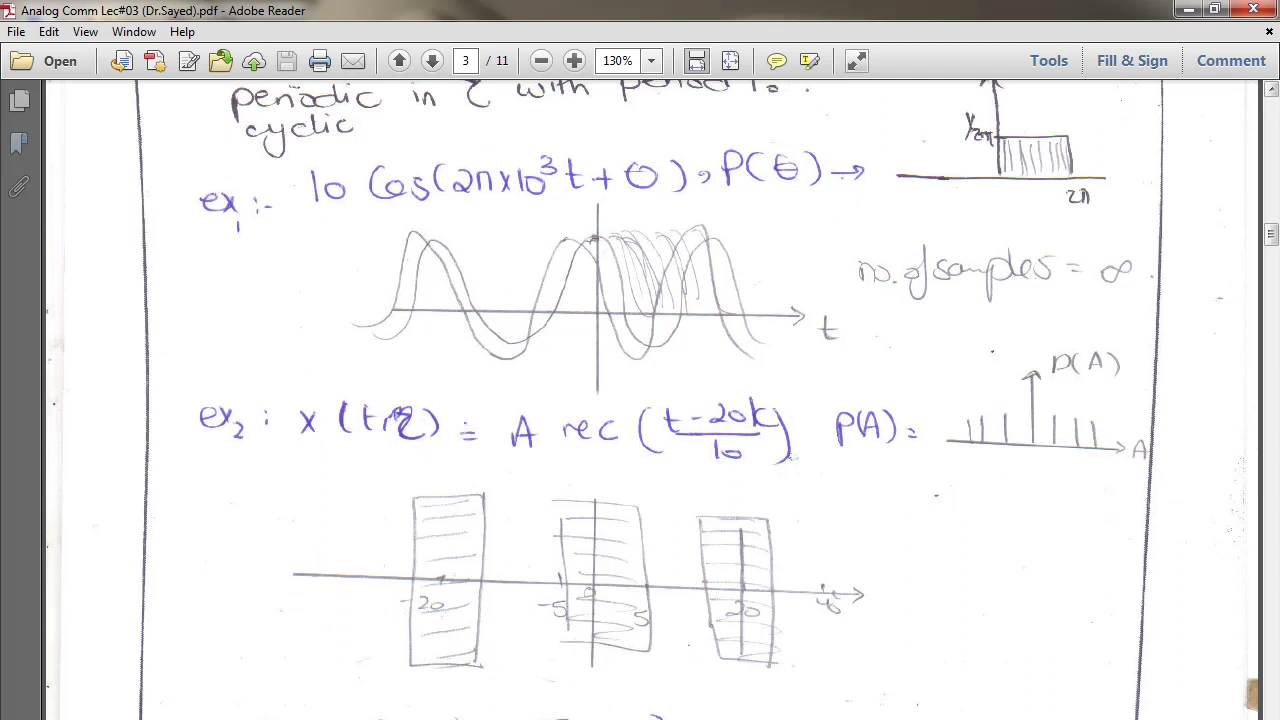 Analog Comm Lec#03 (Dr.Sayed).pdf - Adobe Reader
File Edit View Window Help
Open 3 / 11 130% Tools Fill & Sign Comment
periodic in τ with period T₀.
cyclic
ex₁ :- 10 Cos(2π×10³t + θ), P(θ) →
1/2π
2π
no. of samples = ∞.
t
P(A)
ex₂ : x (t, τ) = A rec (t - 20k / 10) P(A) =
A
-20 -5 0 5 20 40